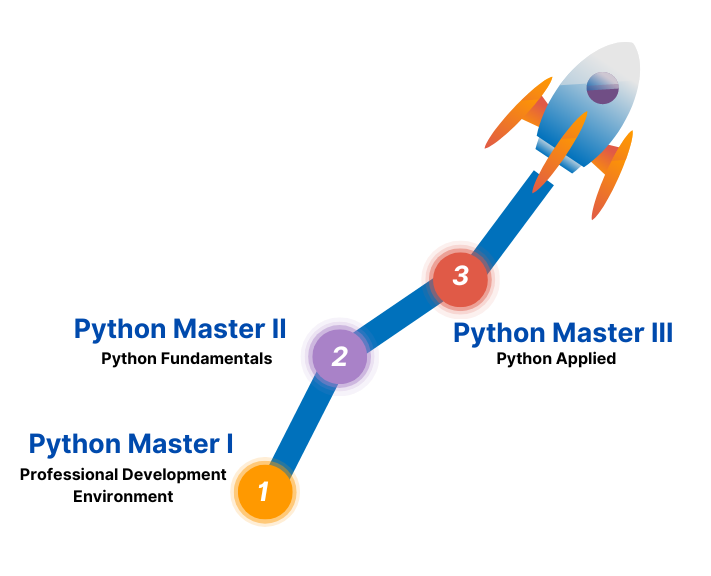 3
Python Master II
Python Fundamentals
2
Python Master III
Python Applied
Python Master I
Professional Development
Environment
1